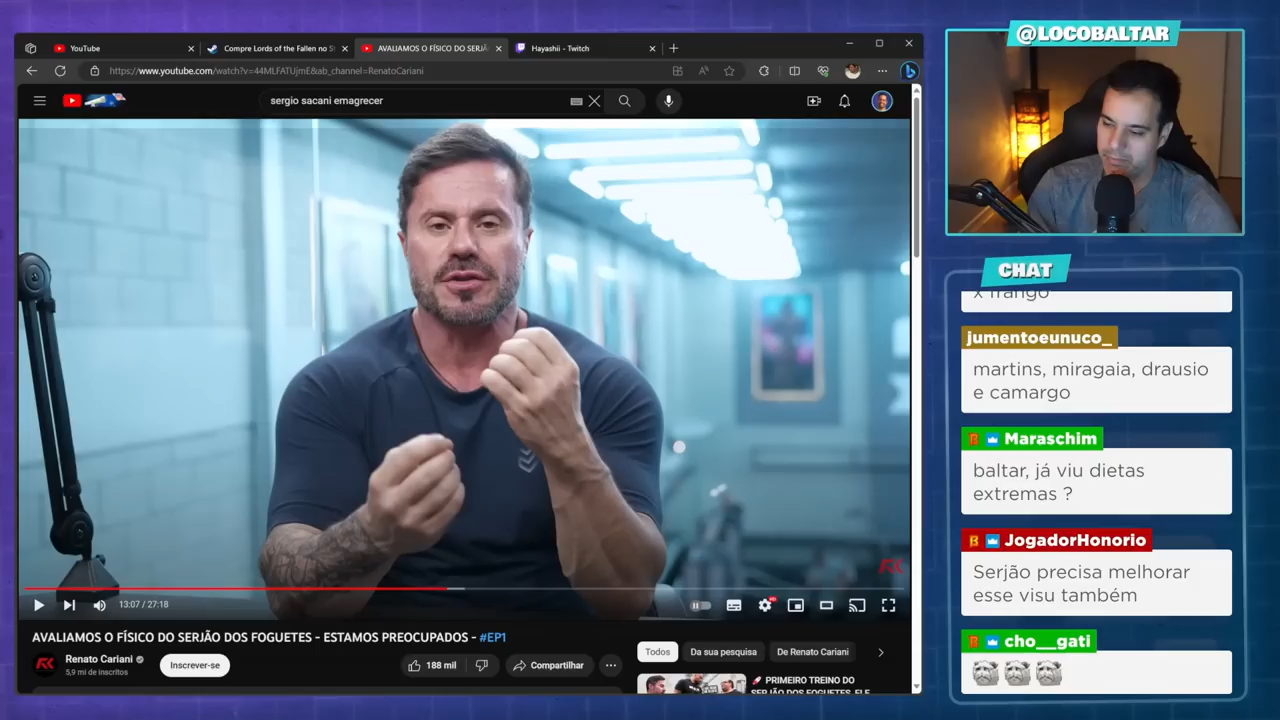 YouTube
Compre Lords of the Fallen no S
AVALIAMOS O FÍSICO DO SERJÃ
Hayashii - Twitch
https://www.youtube.com/watch?v=44MLFATUjmE&ab_channel=RenatoCariani
sergio sacani emagrecer
13:07 / 27:18
AVALIAMOS O FÍSICO DO SERJÃO DOS FOGUETES - ESTAMOS PREOCUPADOS - #EP1
Renato Cariani
5,9 mi de inscritos
Inscrever-se
188 mil
Compartilhar
Todos
Da sua pesquisa
De Renato Cariani
PRIMEIRO TREINO DO
SERJÃO DOS FOGUETES. ELE
@LOCOBALTAR
CHAT
x frango
jumentoeunuco_
martins, miragaia, drausio
e camargo
Maraschim
baltar, já viu dietas
extremas ?
JogadorHonorio
Serjão precisa melhorar
esse visu também
cho__gati